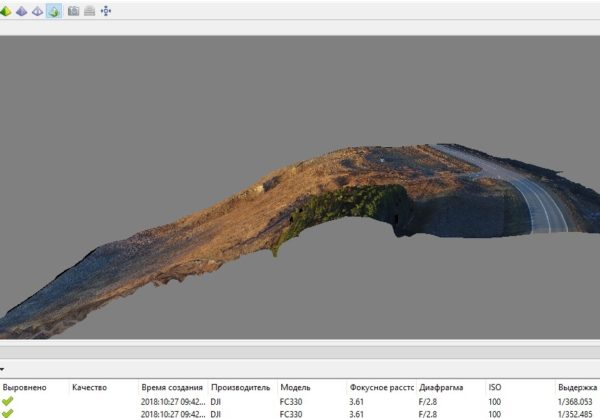 Выровнено Качество Время создания Производитель Модель Фокусное расстс Диафрагма ISO Выдержка
2018:10:27 09:42... DJI FC330 3.61 F/2.8 100 1/368.053
2018:10:27 09:42... DJI FC330 3.61 F/2.8 100 1/352.485